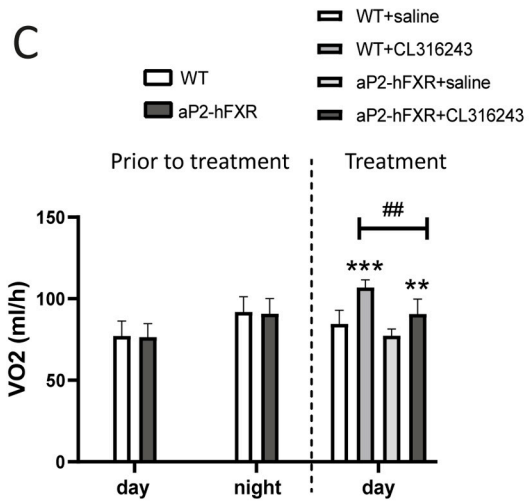 C
WT
aP2-hFXR
WT+saline
WT+CL316243
aP2-hFXR+saline
aP2-hFXR+CL316243
Prior to treatment
Treatment
VO2 (ml/h)
150
100
50
0
##
***
**
day
night
day